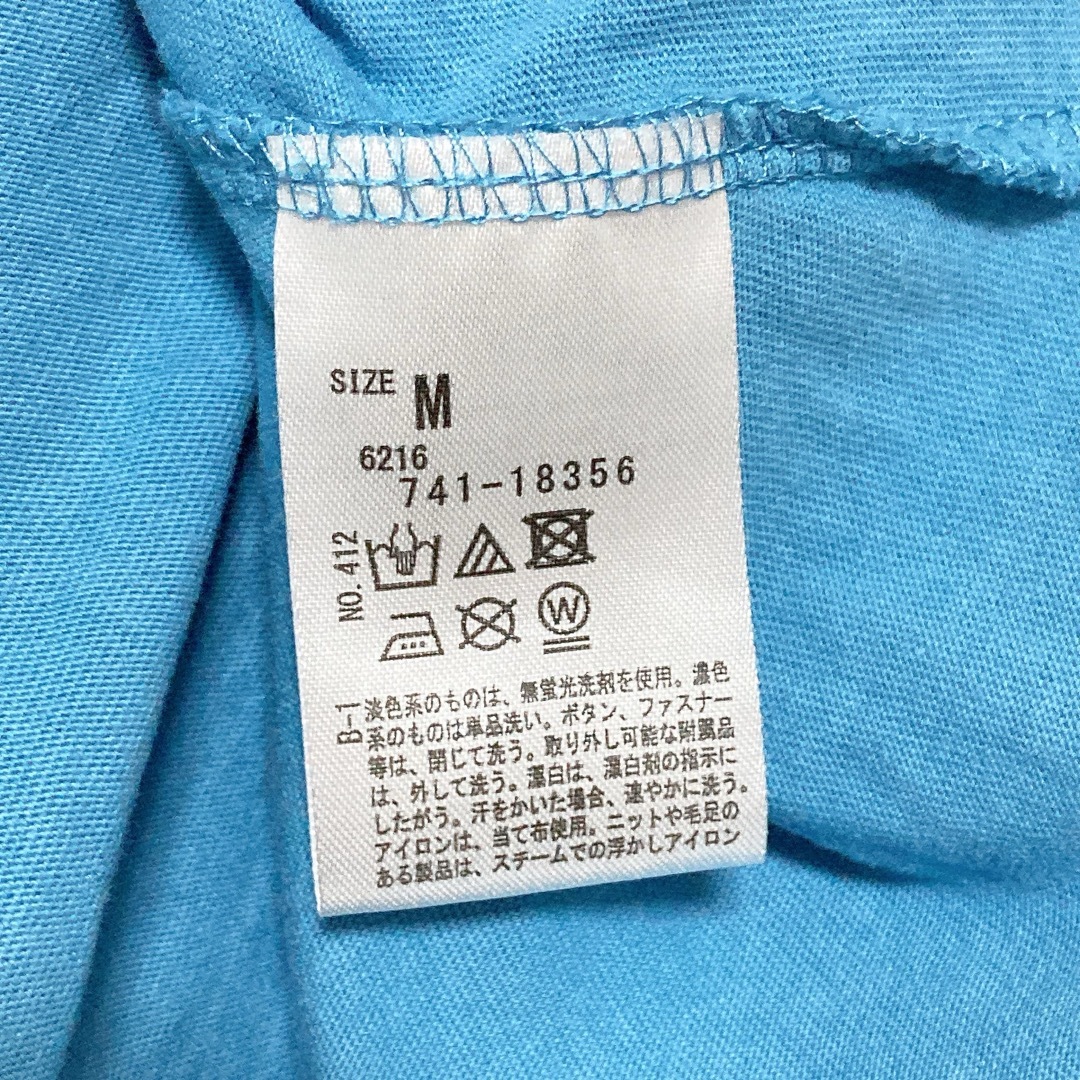 SIZE M
6216
741-18356
NO.412
W
B-1
淡色系のものは、無蛍光洗剤を使用。濃色
系のものは単品洗い。ボタン、ファスナー
等は、閉じて洗う。取り外し可能な附属品
は、外して洗う。漂白は、漂白剤の指示に
したがう。汗をかいた場合、速やかに洗う。
アイロンは、当て布使用。ニットや毛足の
ある製品は、スチームでの浮かしアイロン